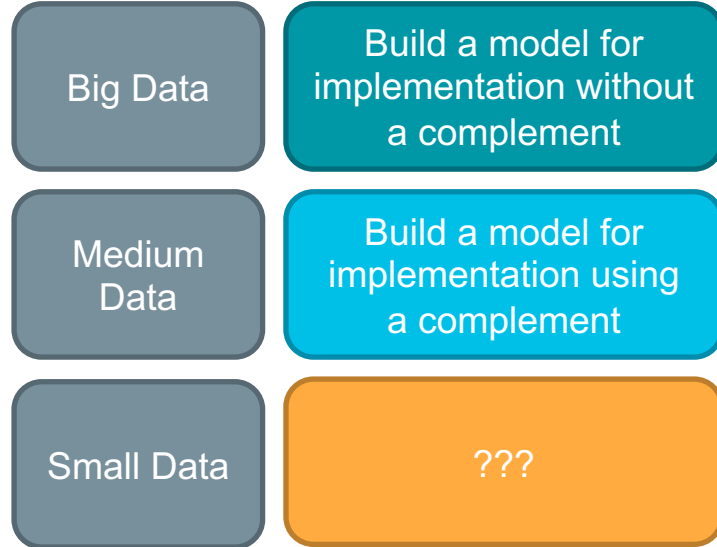 Big Data
Build a model for
implementation without
a complement
Medium
Data
Build a model for
implementation using
a complement
Small Data
???